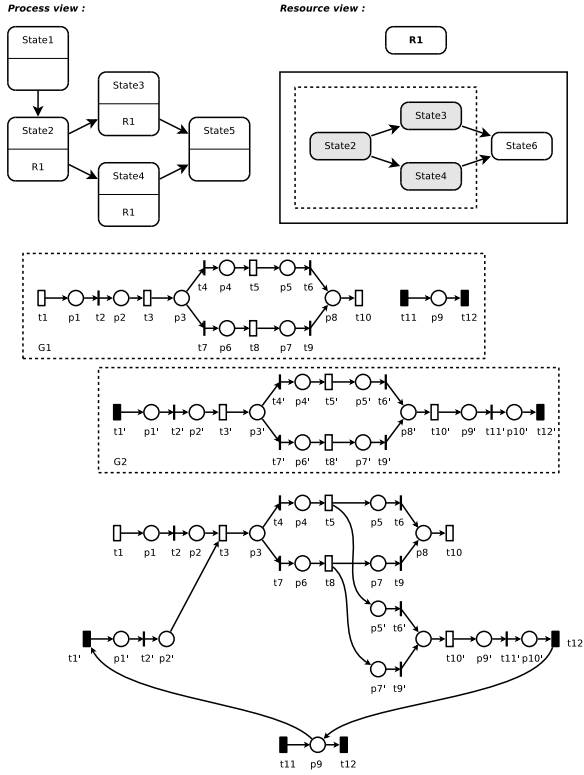 Process view :
Resource view :
State1
R1
State3
State3
R1
State2
R1
State5
State2
State6
State4
R1
State4
t4 p4 t5 p5 t6
t1 p1 t2 p2 t3 p3 p8 t10 t11 p9 t12
t7 p6 t8 p7 t9
G1
t4' p4' t5' p5' t6'
t1' p1' t2' p2' t3' p3' p8' t10' p9' t11' p10' t12'
t7' p6' t8' p7' t9'
G2
t4 p4 t5 p5 t6
t1 p1 t2 p2 t3 p3 p8 t10
t7 p6 t8 p7 t9
p5' t6'
t1' p1' t2' p2' t10' p9' t11' p10' t12
p7' t9'
t11 p9 t12